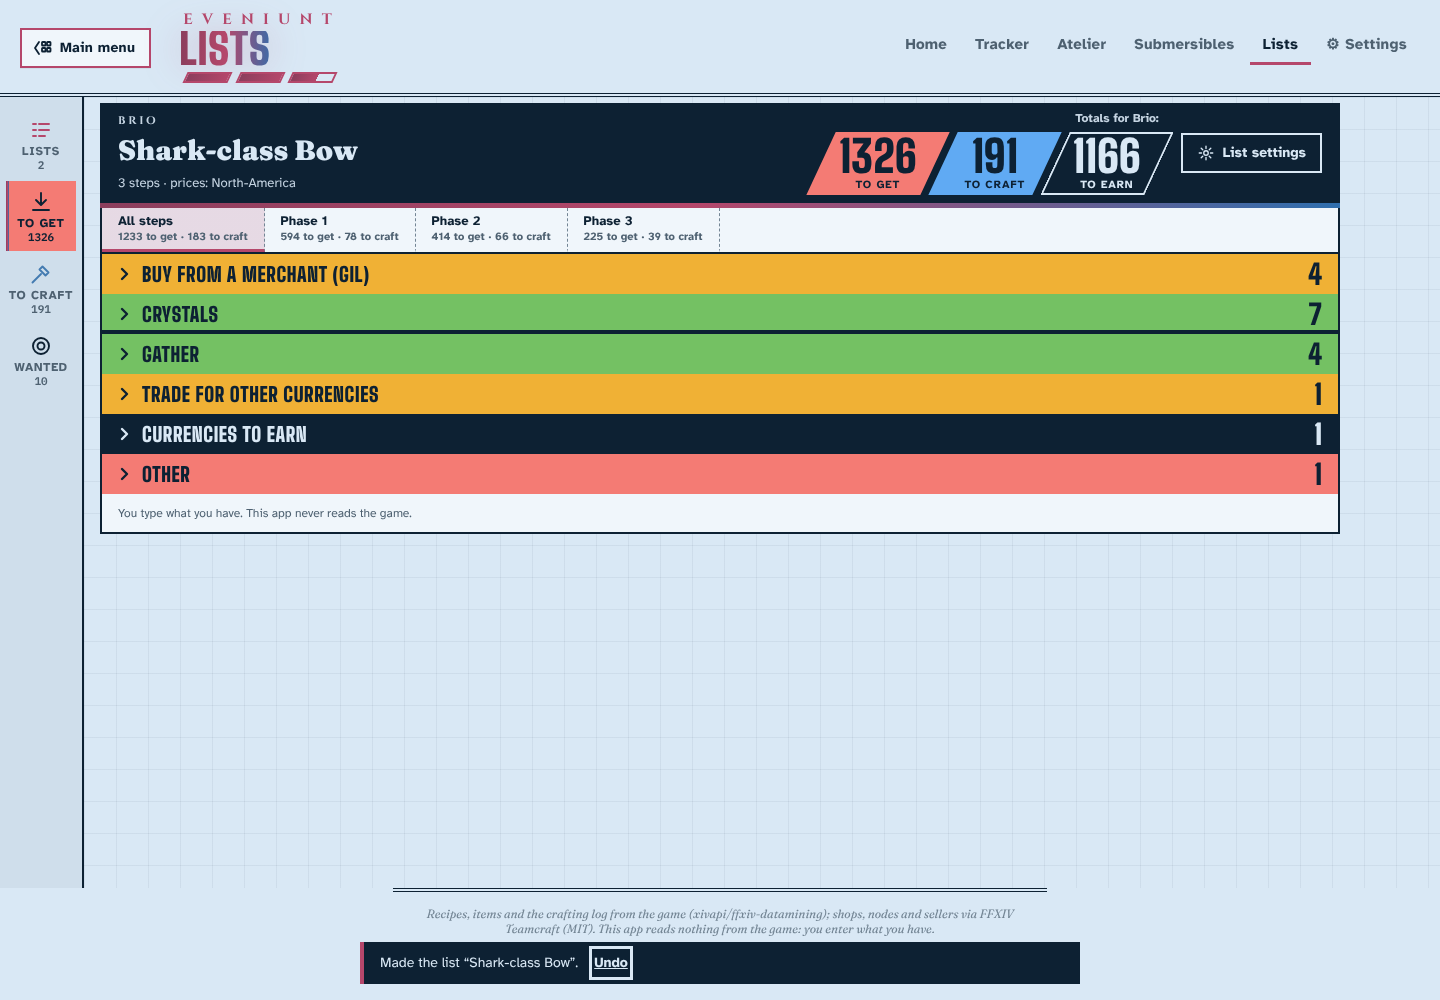 Main menu
EVENIUNT
LISTS
Home
Tracker
Atelier
Submersibles
Lists
⚙ Settings
LISTS
2
TO GET
1326
TO CRAFT
191
WANTED
10
BRIO
Shark-class Bow
3 steps · prices: North-America
Totals for Brio:
1326
TO GET
191
TO CRAFT
1166
TO EARN
List settings
All steps
1233 to get · 183 to craft
Phase 1
594 to get · 78 to craft
Phase 2
414 to get · 66 to craft
Phase 3
225 to get · 39 to craft
BUY FROM A MERCHANT (GIL) 4
CRYSTALS 7
GATHER 4
TRADE FOR OTHER CURRENCIES 1
CURRENCIES TO EARN 1
OTHER 1
You type what you have. This app never reads the game.
Recipes, items and the crafting log from the game (xivapi/ffxiv-datamining); shops, nodes and sellers via FFXIV
Teamcraft (MIT). This app reads nothing from the game: you enter what you have.
Made the list “Shark-class Bow”. Undo